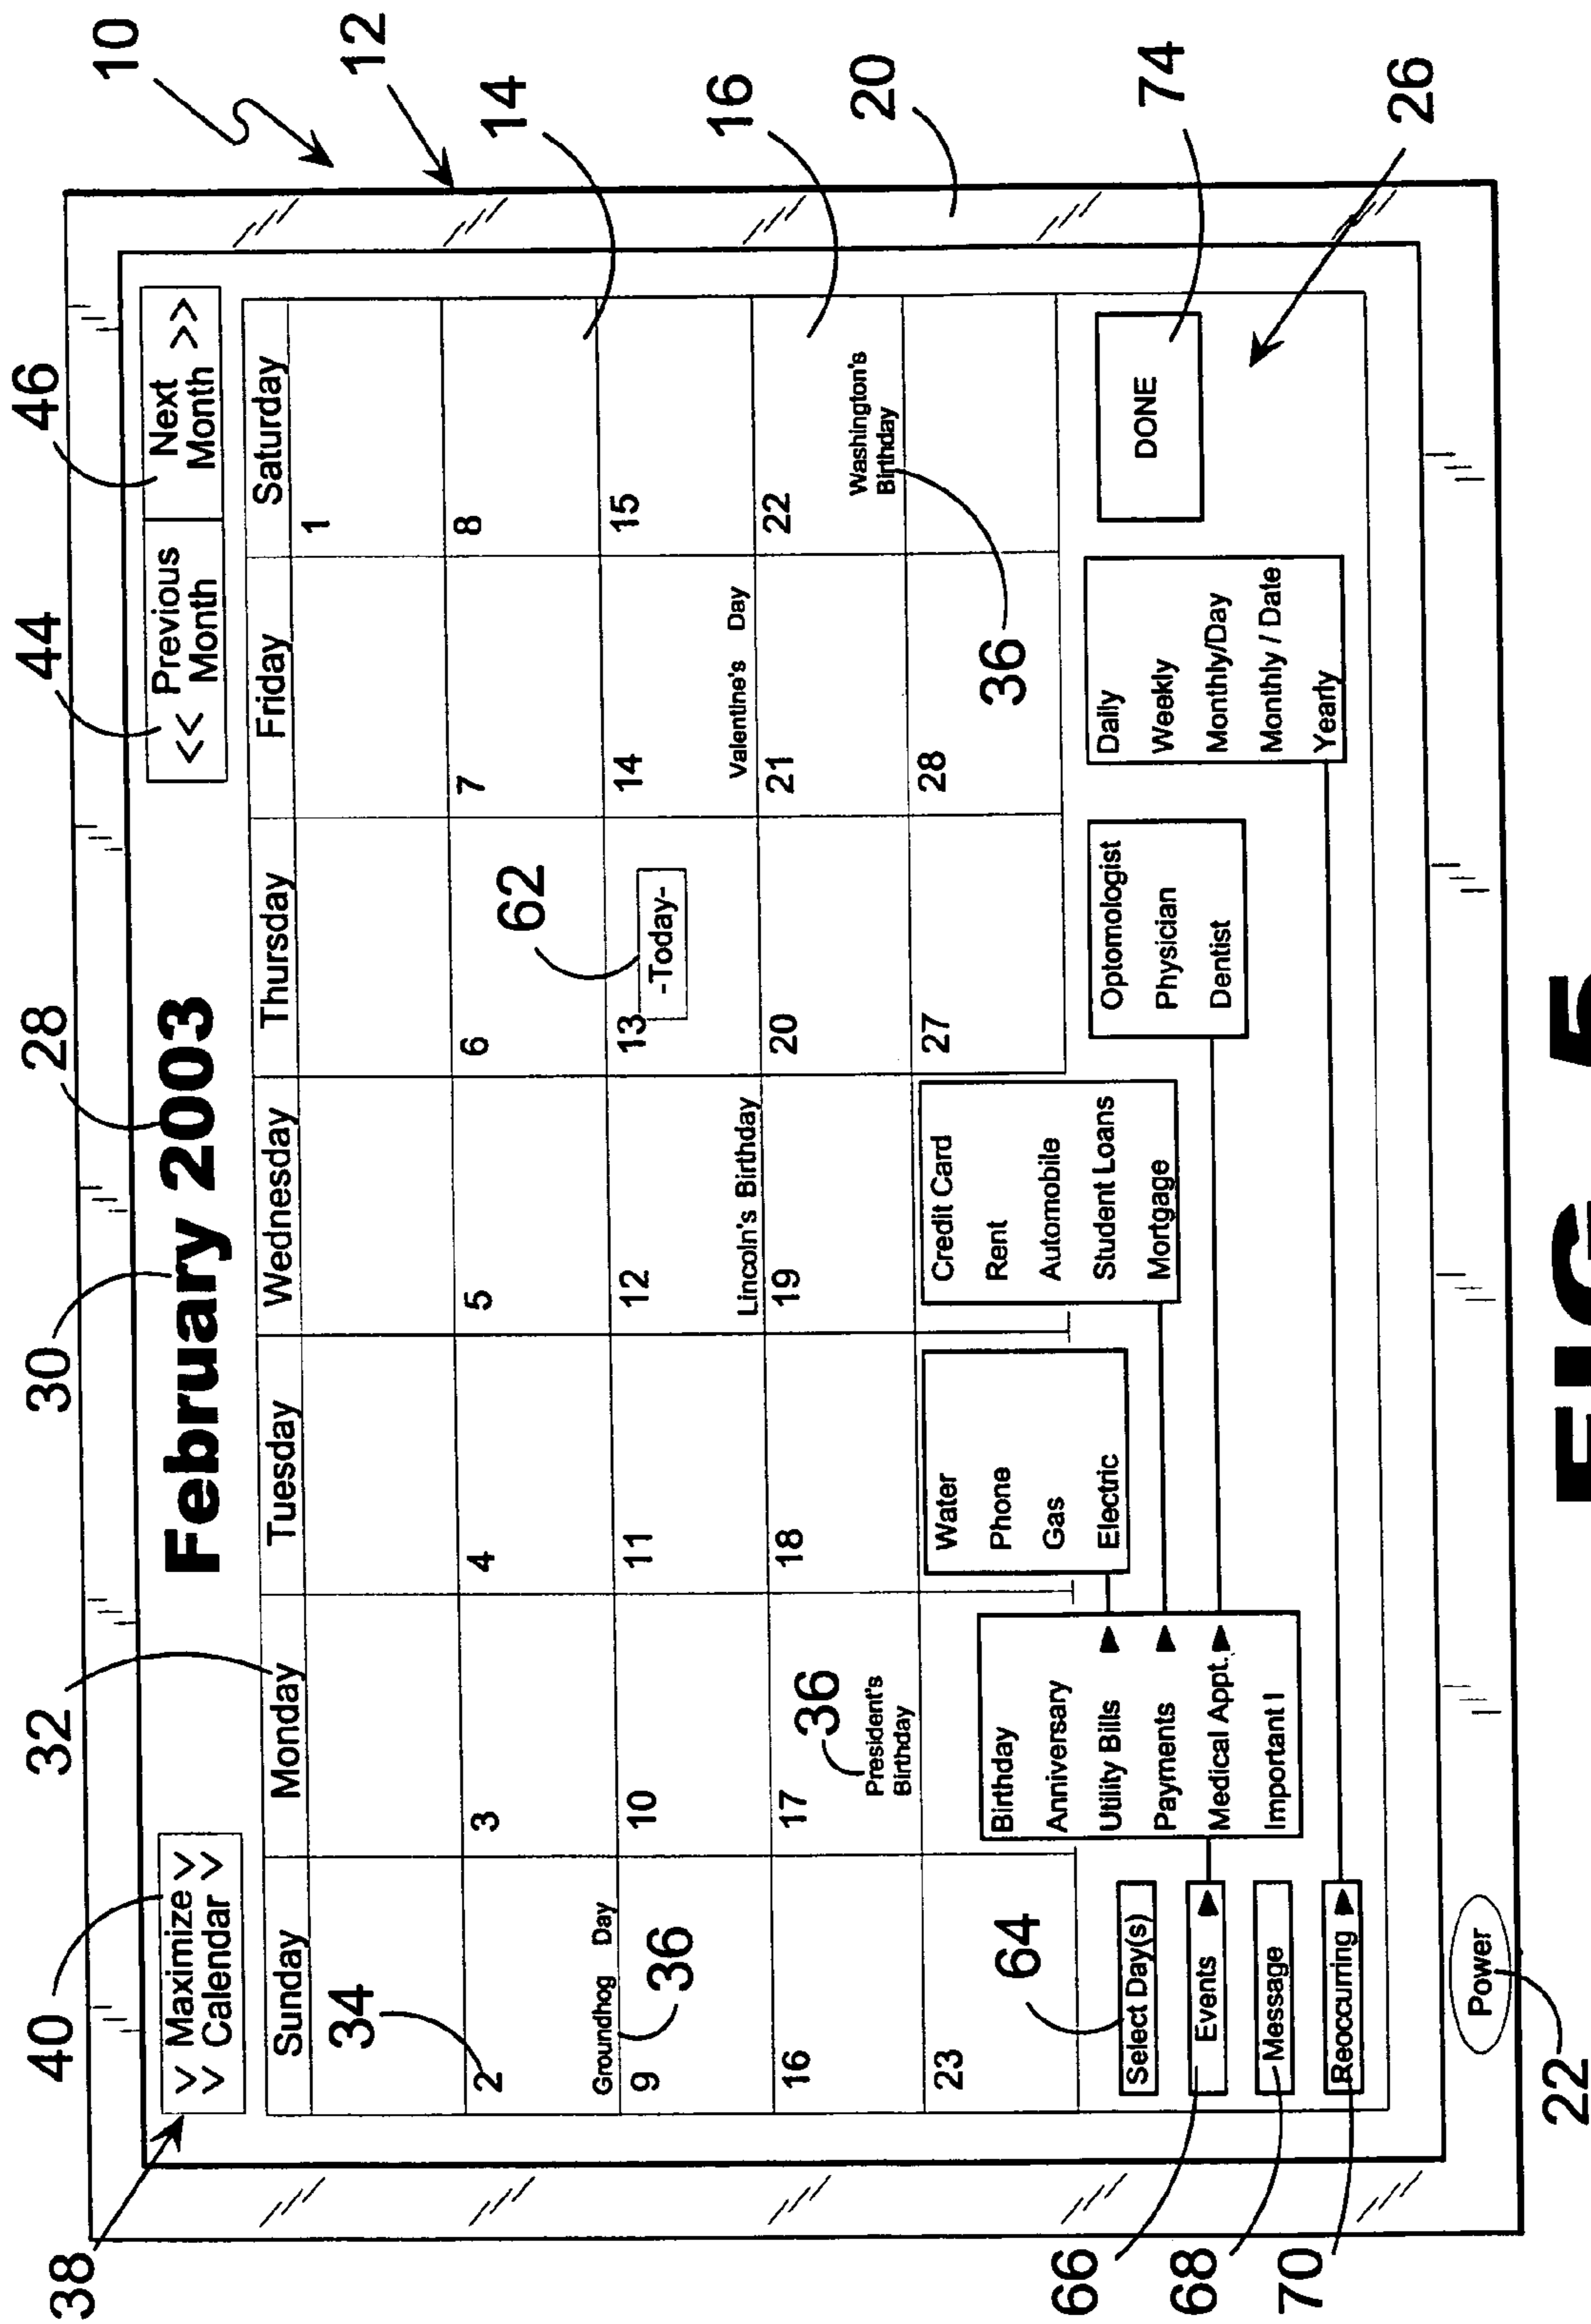 40
30
28
44
46
10
32
12
38
∨ Maximize ∨
∨ Calendar ∨
February 2003
<< Previous
Month
Next >>
Month
Sunday Monday Tuesday Wednesday Thursday Friday Saturday
1
34
62
14
2 3 4 5 6 7 8
Groundhog Day
36
9 10 11 12 13 14 15
-Today-
Lincoln's Birthday
Valentine's Day
16
36
16 17 18 19 20 21 22
President's
Birthday
Washington's
Birthday
20
23
27 28
36
64
Select Day(s)
Events ▶
Message
Reoccurring ▶
66
68
70
Birthday
Anniversary
Utility Bills ▶
Payments ▶
Medical Appt. ▶
Important I
Water
Phone
Gas
Electric
Credit Card
Rent
Automobile
Student Loans
Mortgage
Optomologist
Physician
Dentist
Daily
Weekly
Monthly/Day
Monthly / Date
Yearly
DONE
74
26
Power
22
FIG 5